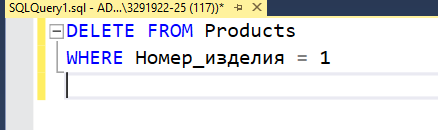 SQLQuery1.sql - AD...\3291922-25 (117))*
DELETE FROM Products
WHERE Номер_изделия = 1